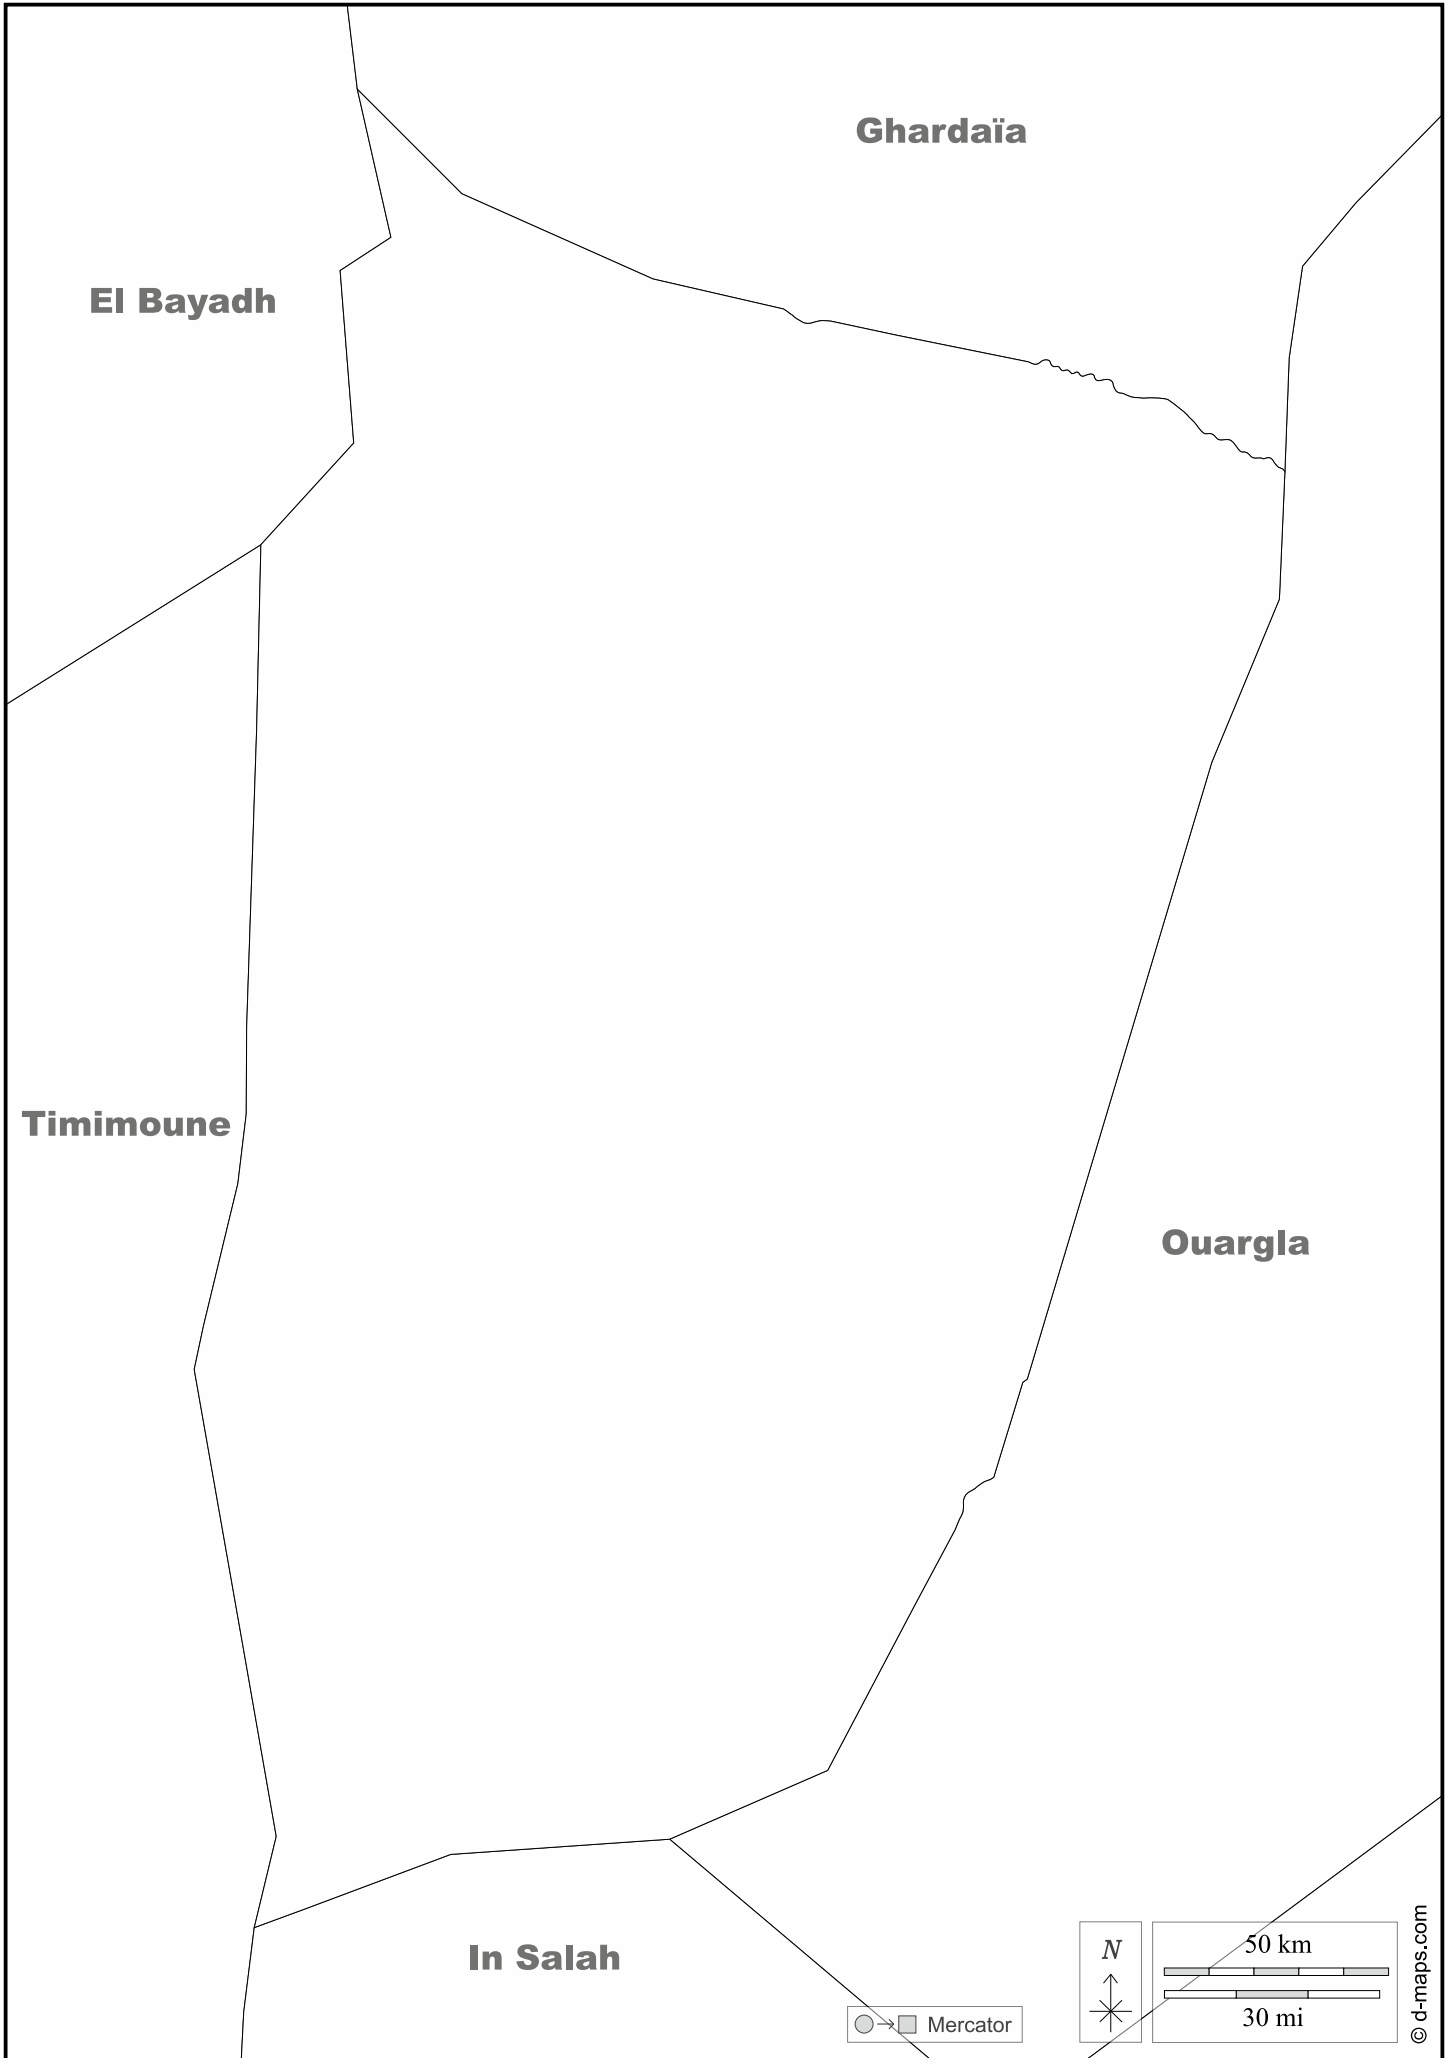 Ghardaïa
El Bayadh
Timimoune
Ouargla
In Salah
N
50 km
30 mi
Mercator
© d-maps.com